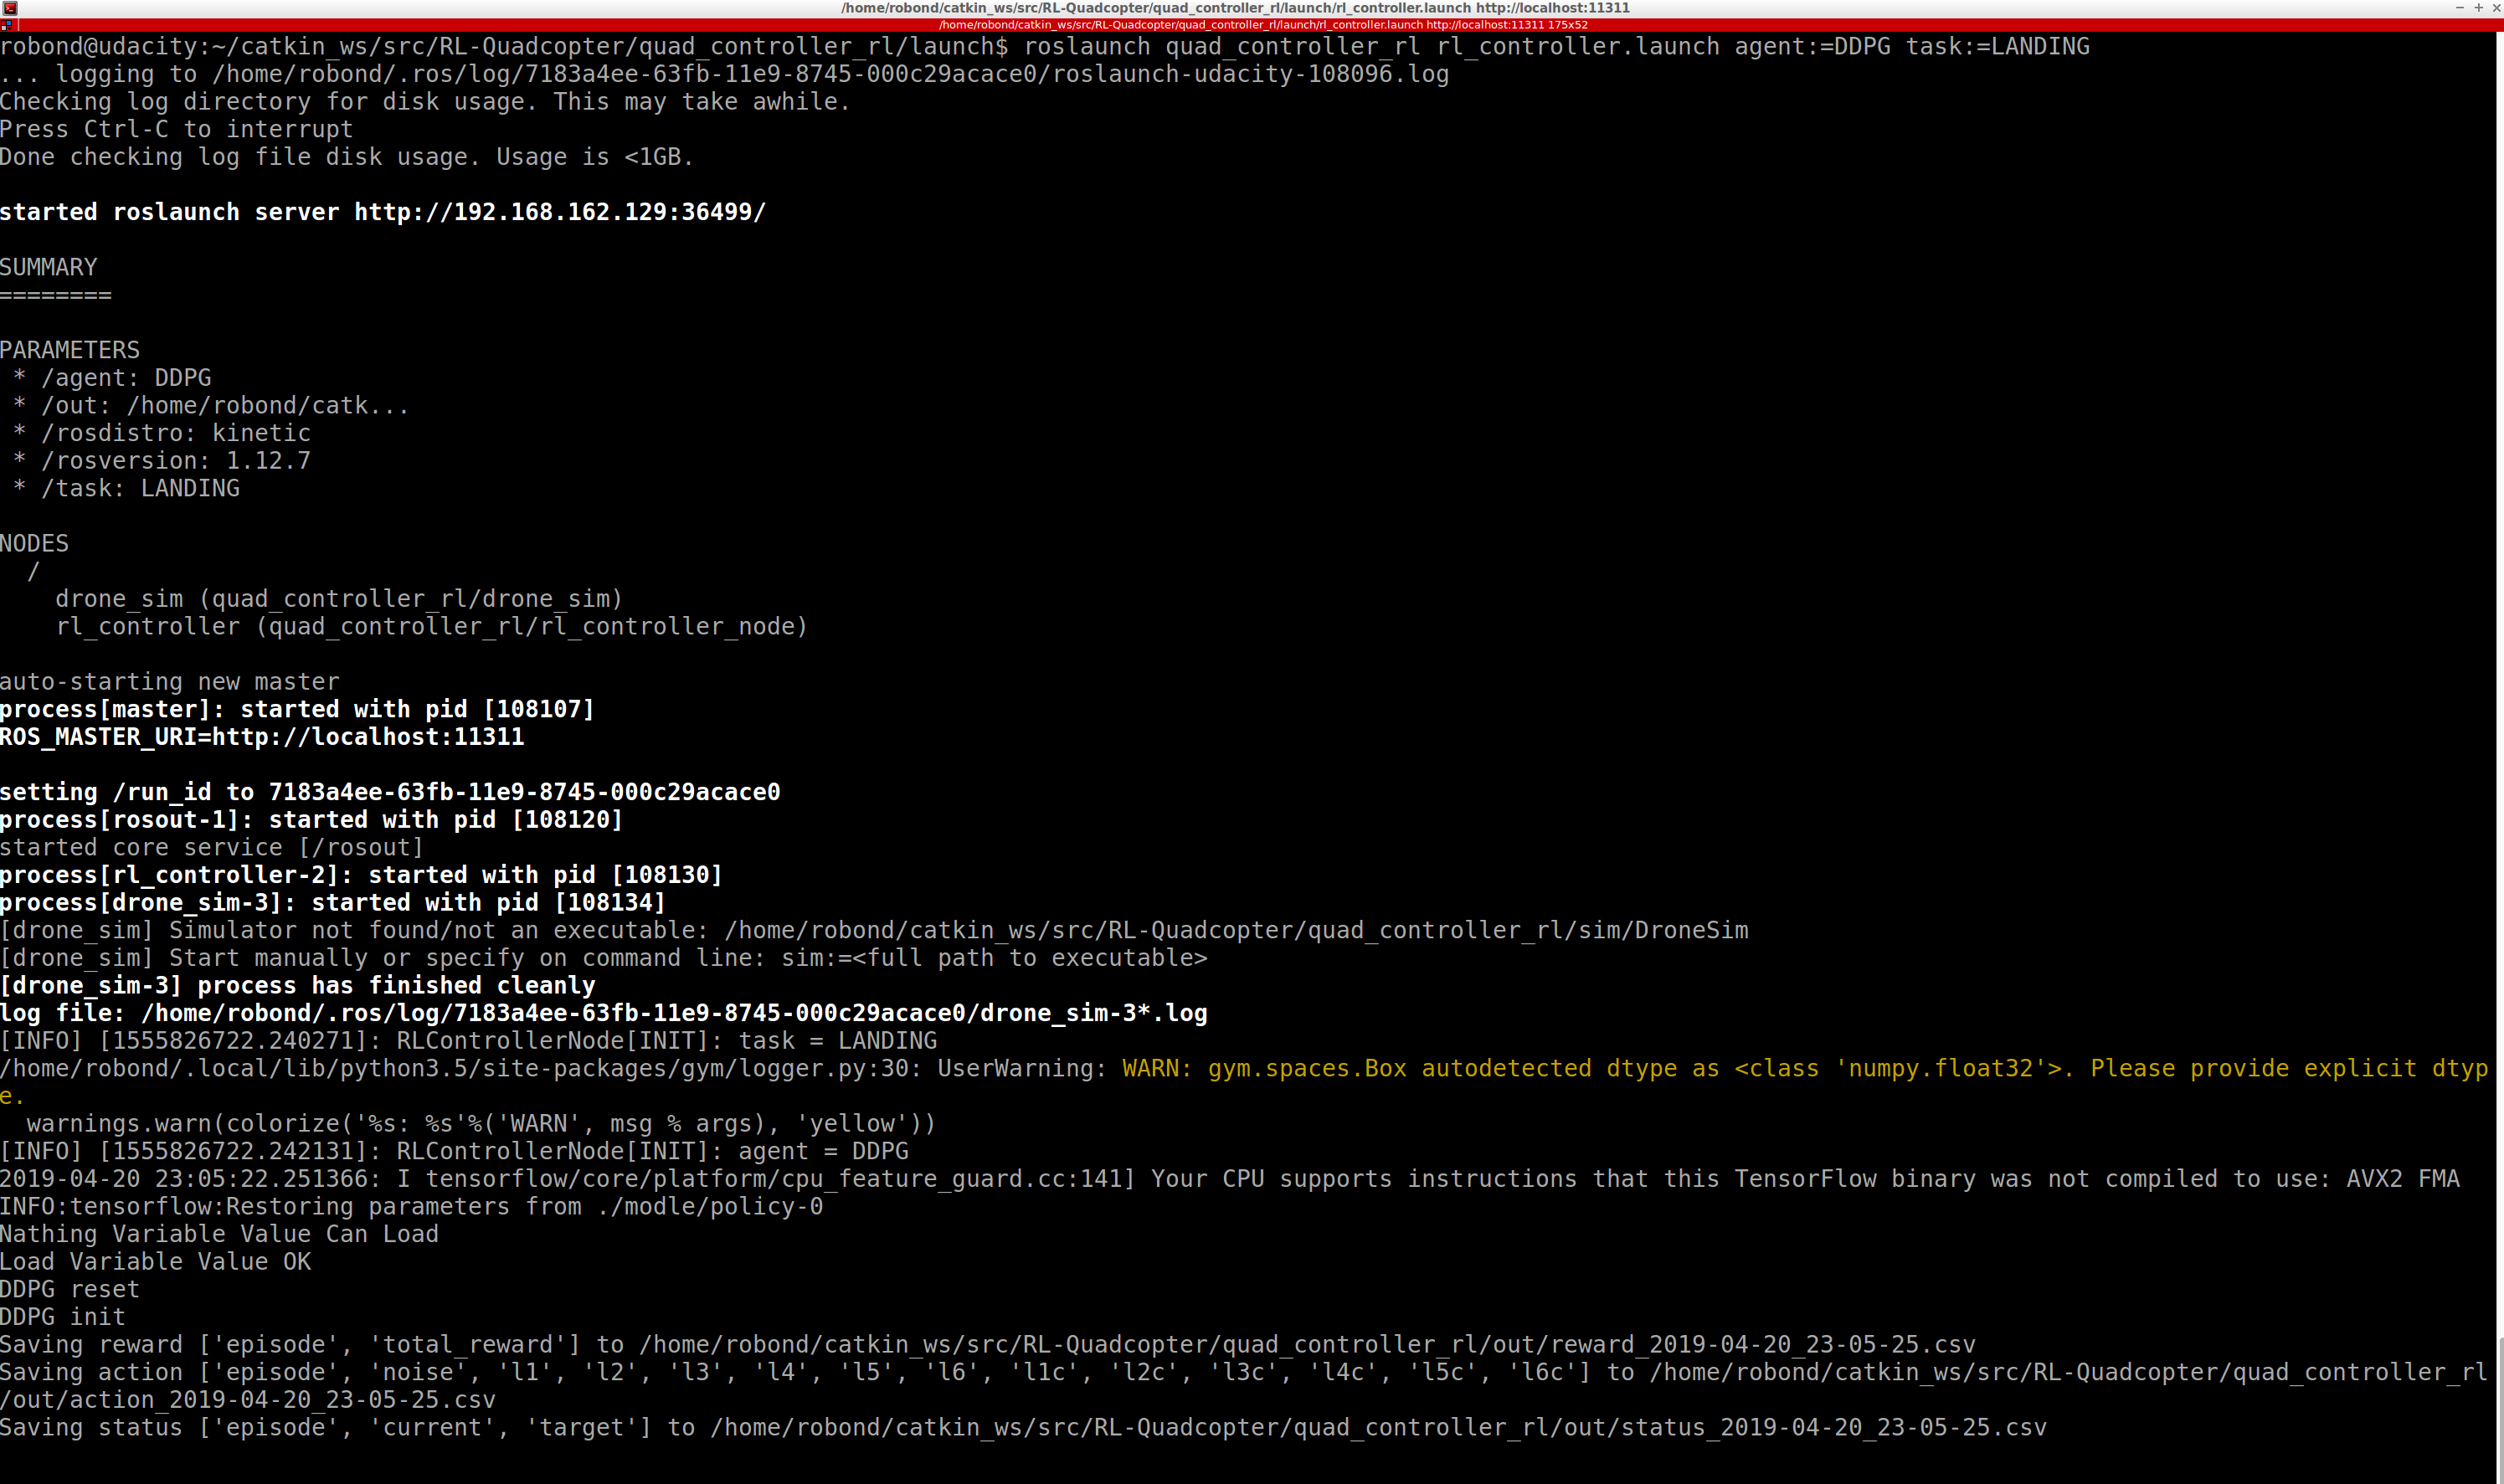 /home/robond/catkin_ws/src/RL-Quadcopter/quad_controller_rl/launch/rl_controller.launch http://localhost:11311
/home/robond/catkin_ws/src/RL-Quadcopter/quad_controller_rl/launch/rl_controller.launch http://localhost:11311 175x52
robond@udacity:~/catkin_ws/src/RL-Quadcopter/quad_controller_rl/launch$ roslaunch quad_controller_rl rl_controller.launch agent:=DDPG task:=LANDING
... logging to /home/robond/.ros/log/7183a4ee-63fb-11e9-8745-000c29acace0/roslaunch-udacity-108096.log
Checking log directory for disk usage. This may take awhile.
Press Ctrl-C to interrupt
Done checking log file disk usage. Usage is <1GB.

started roslaunch server http://192.168.162.129:36499/

SUMMARY
========

PARAMETERS
 * /agent: DDPG
 * /out: /home/robond/catk...
 * /rosdistro: kinetic
 * /rosversion: 1.12.7
 * /task: LANDING

NODES
  /
    drone_sim (quad_controller_rl/drone_sim)
    rl_controller (quad_controller_rl/rl_controller_node)

auto-starting new master
process[master]: started with pid [108107]
ROS_MASTER_URI=http://localhost:11311

setting /run_id to 7183a4ee-63fb-11e9-8745-000c29acace0
process[rosout-1]: started with pid [108120]
started core service [/rosout]
process[rl_controller-2]: started with pid [108130]
process[drone_sim-3]: started with pid [108134]
[drone_sim] Simulator not found/not an executable: /home/robond/catkin_ws/src/RL-Quadcopter/quad_controller_rl/sim/DroneSim
[drone_sim] Start manually or specify on command line: sim:=<full path to executable>
[drone_sim-3] process has finished cleanly
log file: /home/robond/.ros/log/7183a4ee-63fb-11e9-8745-000c29acace0/drone_sim-3*.log
[INFO] [1555826722.240271]: RLControllerNode[INIT]: task = LANDING
/home/robond/.local/lib/python3.5/site-packages/gym/logger.py:30: UserWarning: WARN: gym.spaces.Box autodetected dtype as <class 'numpy.float32'>. Please provide explicit dtyp
e.
  warnings.warn(colorize('%s: %s'%('WARN', msg % args), 'yellow'))
[INFO] [1555826722.242131]: RLControllerNode[INIT]: agent = DDPG
2019-04-20 23:05:22.251366: I tensorflow/core/platform/cpu_feature_guard.cc:141] Your CPU supports instructions that this TensorFlow binary was not compiled to use: AVX2 FMA
INFO:tensorflow:Restoring parameters from ./modle/policy-0
Nathing Variable Value Can Load
Load Variable Value OK
DDPG reset
DDPG init
Saving reward ['episode', 'total_reward'] to /home/robond/catkin_ws/src/RL-Quadcopter/quad_controller_rl/out/reward_2019-04-20_23-05-25.csv
Saving action ['episode', 'noise', 'l1', 'l2', 'l3', 'l4', 'l5', 'l6', 'l1c', 'l2c', 'l3c', 'l4c', 'l5c', 'l6c'] to /home/robond/catkin_ws/src/RL-Quadcopter/quad_controller_rl
/out/action_2019-04-20_23-05-25.csv
Saving status ['episode', 'current', 'target'] to /home/robond/catkin_ws/src/RL-Quadcopter/quad_controller_rl/out/status_2019-04-20_23-05-25.csv